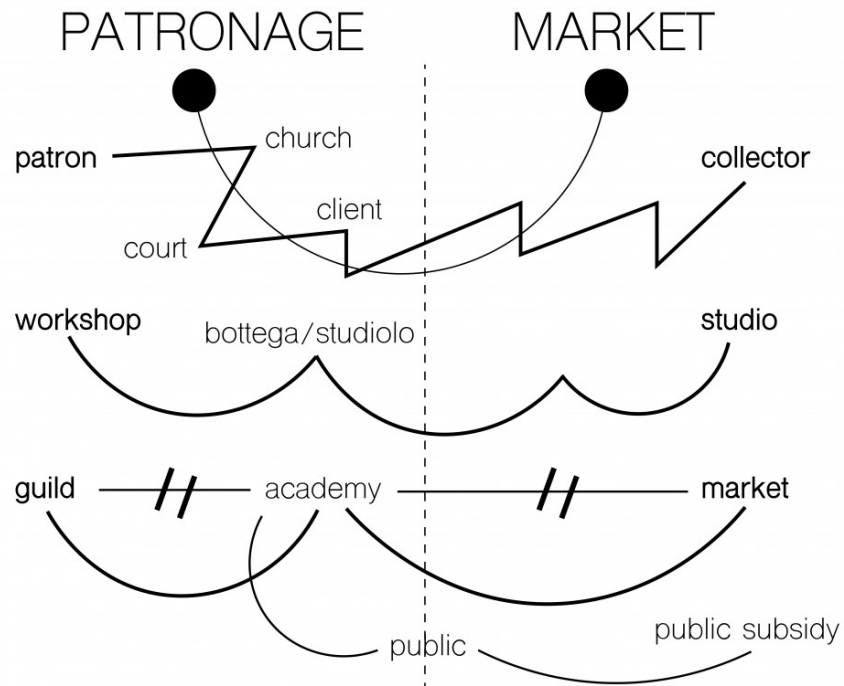 PATRONAGE MARKET
church
patron collector
client
court
workshop studio
bottega/studiolo
guild academy market
public subsidy
public